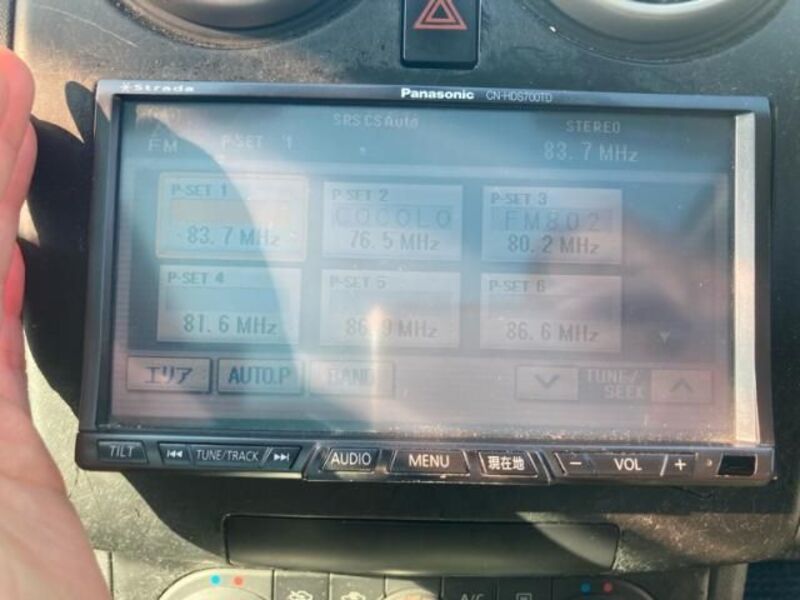 Strada
Panasonic CN-HDS700TD
SRS CS Auto STEREO
FM P-SET 1 83.7 MHz
P-SET 1 P-SET 2 P-SET 3
COCOLO FM802
83.7 MHz 76.5 MHz 80.2 MHz
P-SET 4 P-SET 5 P-SET 6
81.6 MHz 86.9 MHz 86.6 MHz
エリア AUTO.P BAND TUNE/
SEEK
TILT TUNE/TRACK AUDIO MENU 現在地 − VOL +
A/C